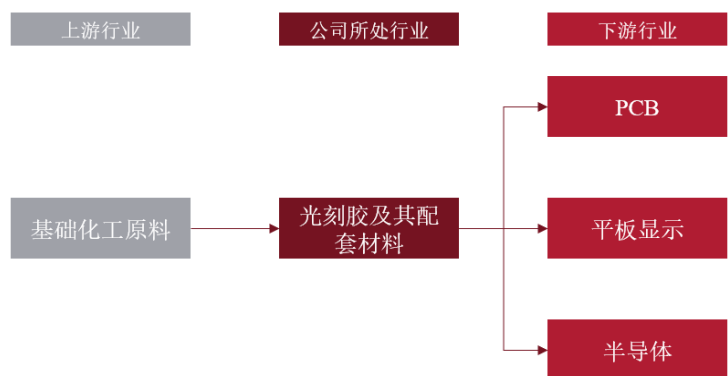 上游行业
公司所处行业
下游行业
PCB
基础化工原料
光刻胶及其配
套材料
平板显示
半导体